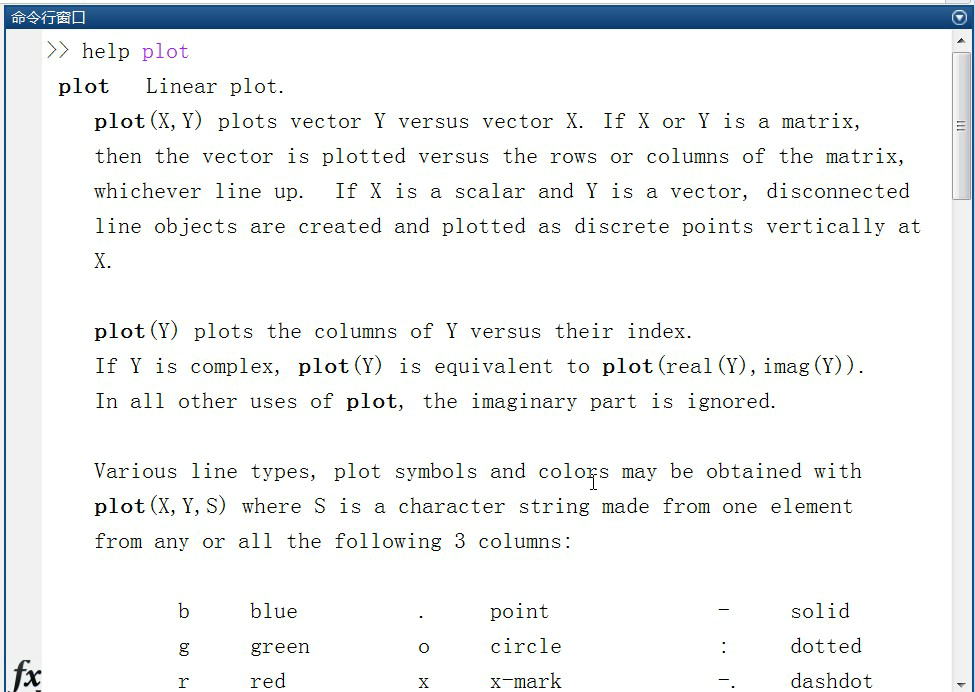 命令行窗口
>> help plot
plot   Linear plot.
plot(X,Y) plots vector Y versus vector X. If X or Y is a matrix,
then the vector is plotted versus the rows or columns of the matrix,
whichever line up.  If X is a scalar and Y is a vector, disconnected
line objects are created and plotted as discrete points vertically at
X.
plot(Y) plots the columns of Y versus their index.
If Y is complex, plot(Y) is equivalent to plot(real(Y),imag(Y)).
In all other uses of plot, the imaginary part is ignored.
Various line types, plot symbols and colors may be obtained with
plot(X,Y,S) where S is a character string made from one element
from any or all the following 3 columns:
b     blue          .     point              -     solid
g     green         o     circle             :     dotted
fx r     red           x     x-mark             -.    dashdot